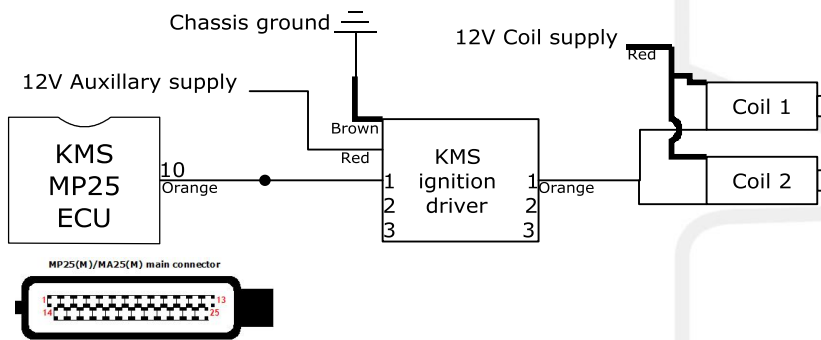 Chassis ground
12V Coil supply
Red
12V Auxillary supply
Coil 1
Brown
Red
KMS
MP25
ECU
10
Orange
KMS
ignition
driver
1
2
3
1
2
3
Orange
Coil 2
MP25(M)/MA25(M) main connector
1
13
14
25